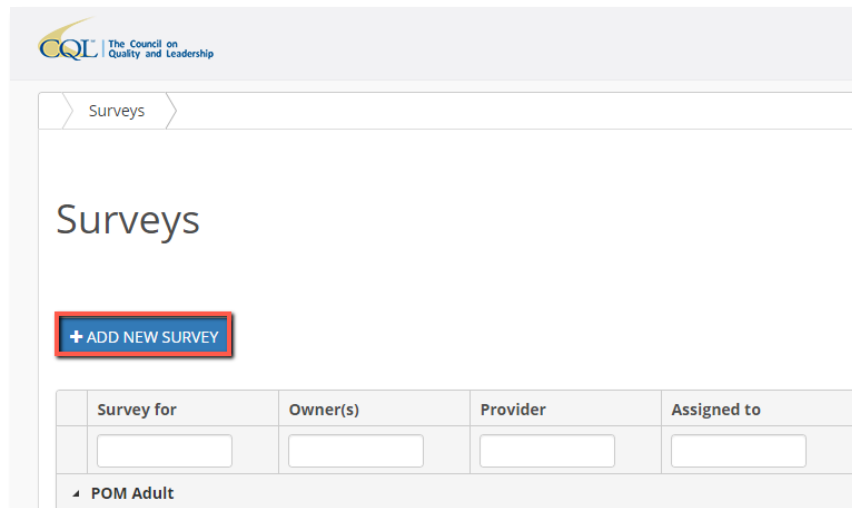 CQL The Council on
Quality and Leadership
Surveys
Surveys
+ ADD NEW SURVEY
Survey for Owner(s) Provider Assigned to
POM Adult